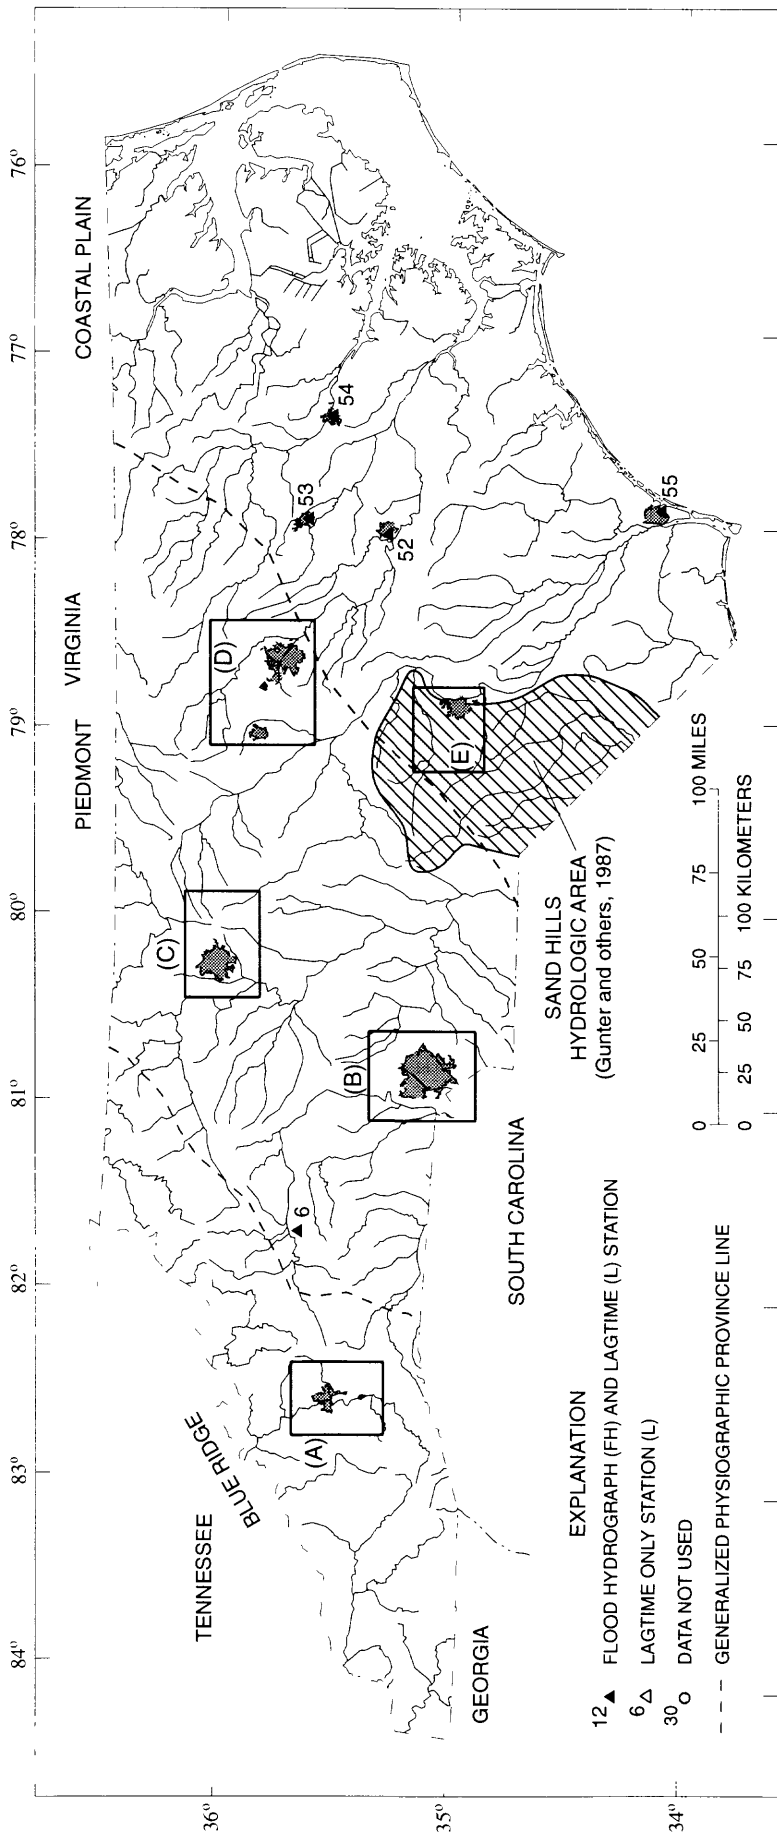 84°
83°
82°
81°
80°
79°
78°
77°
76°
36°
35°
34°
TENNESSEE
BLUE RIDGE
PIEDMONT
VIRGINIA
COASTAL PLAIN
(A)
6
(B)
(C)
(D)
(E)
53
54
52
55
GEORGIA
SOUTH CAROLINA
SAND HILLS
HYDROLOGIC AREA
(Gunter and others, 1987)
0 25 50 75 100 MILES
0 25 50 75 100 KILOMETERS
EXPLANATION
12 ▲ FLOOD HYDROGRAPH (FH) AND LAGTIME (L) STATION
6 △ LAGTIME ONLY STATION (L)
30 ○ DATA NOT USED
– – – GENERALIZED PHYSIOGRAPHIC PROVINCE LINE